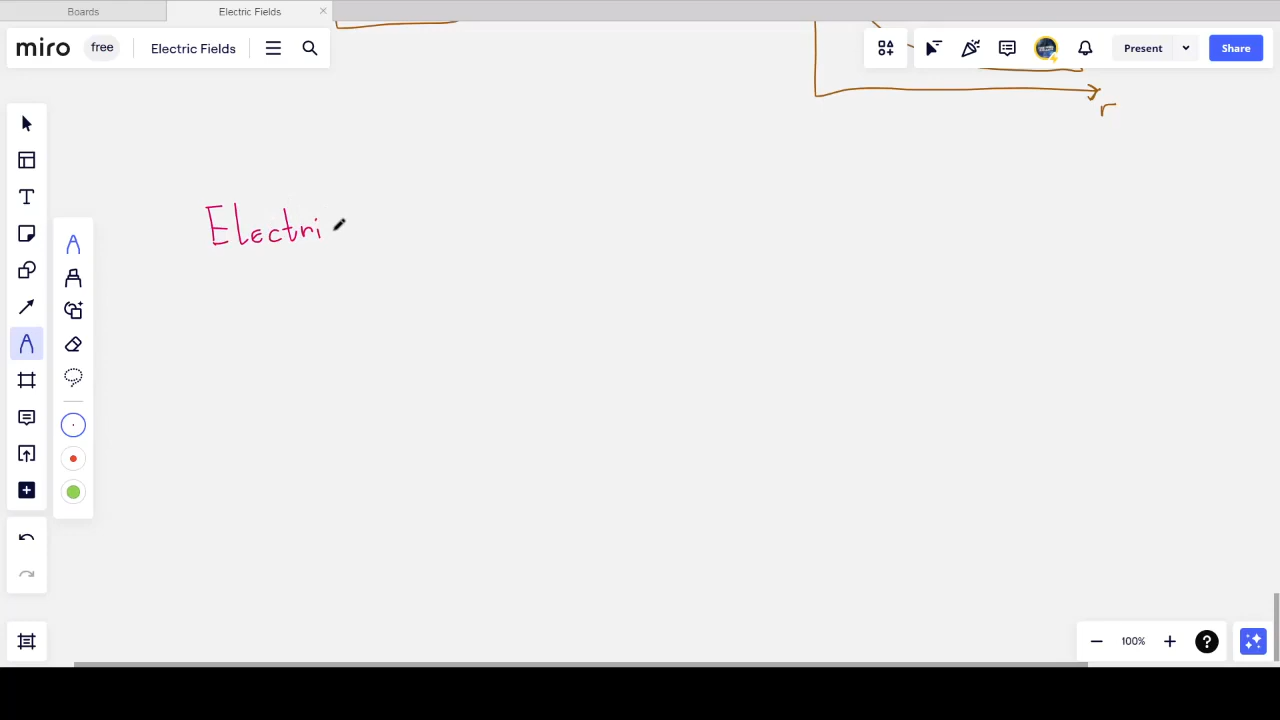 Boards
Electric Fields
miro free Electric Fields
Present
Share
r
Electri
100%